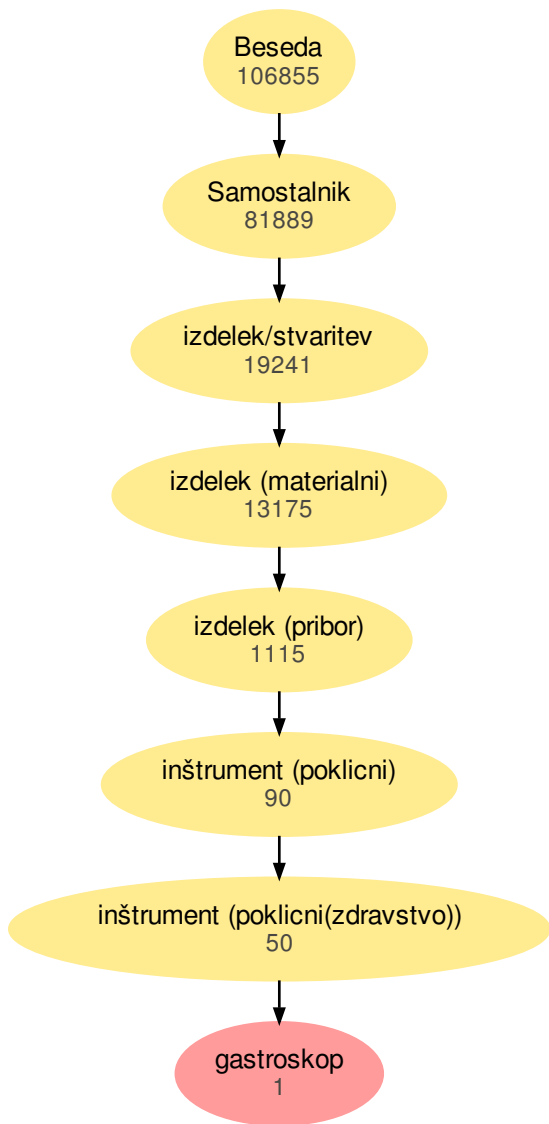 Beseda
106855
Samostalnik
81889
izdelek/stvaritev
19241
izdelek (materialni)
13175
izdelek (pribor)
1115
inštrument (poklicni)
90
inštrument (poklicni(zdravstvo))
50
gastroskop
1